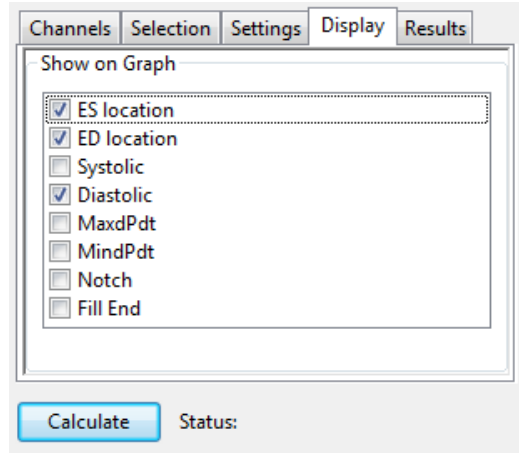 Channels Selection Settings Display Results
Show on Graph
ES location
ED location
Systolic
Diastolic
MaxdPdt
MindPdt
Notch
Fill End
Calculate Status: